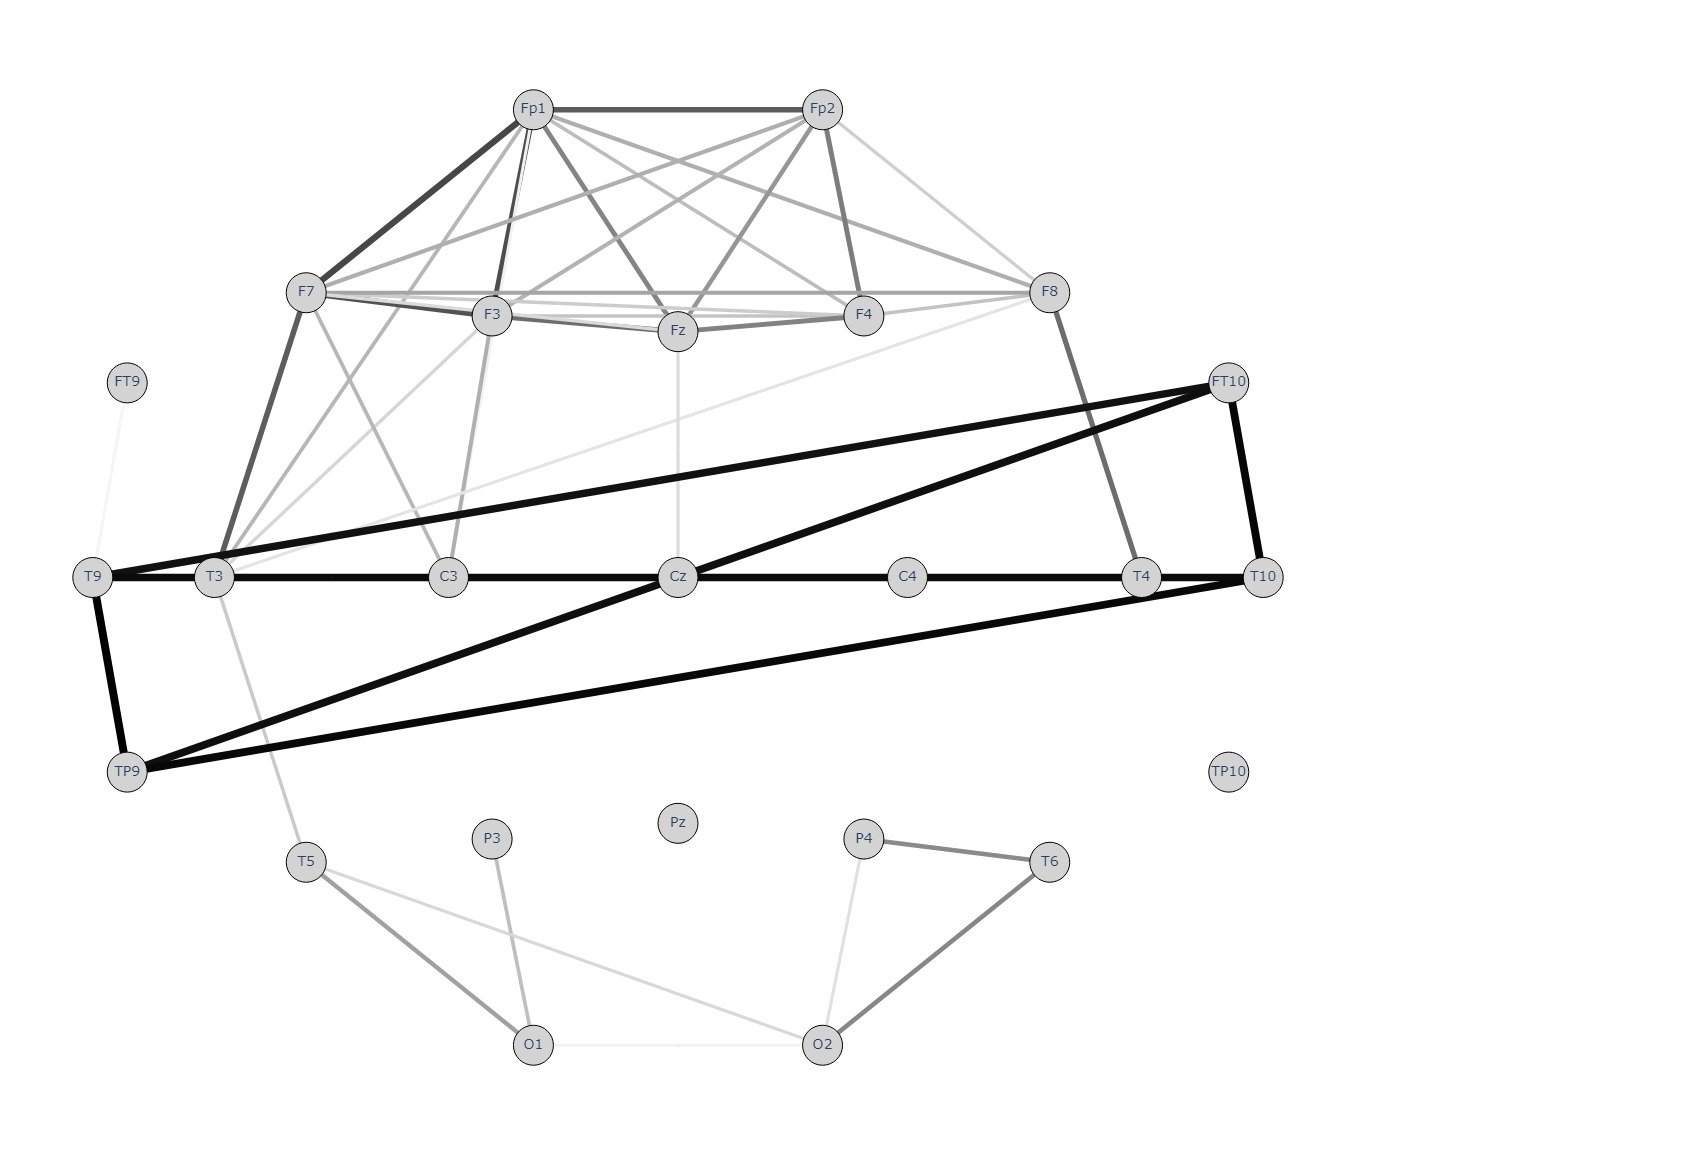 Fp1 Fp2
F7 F3 Fz F4 F8
FT9 FT10
T9 T3 C3 Cz C4 T4 T10
TP9 TP10
T5 P3 Pz P4 T6
O1 O2